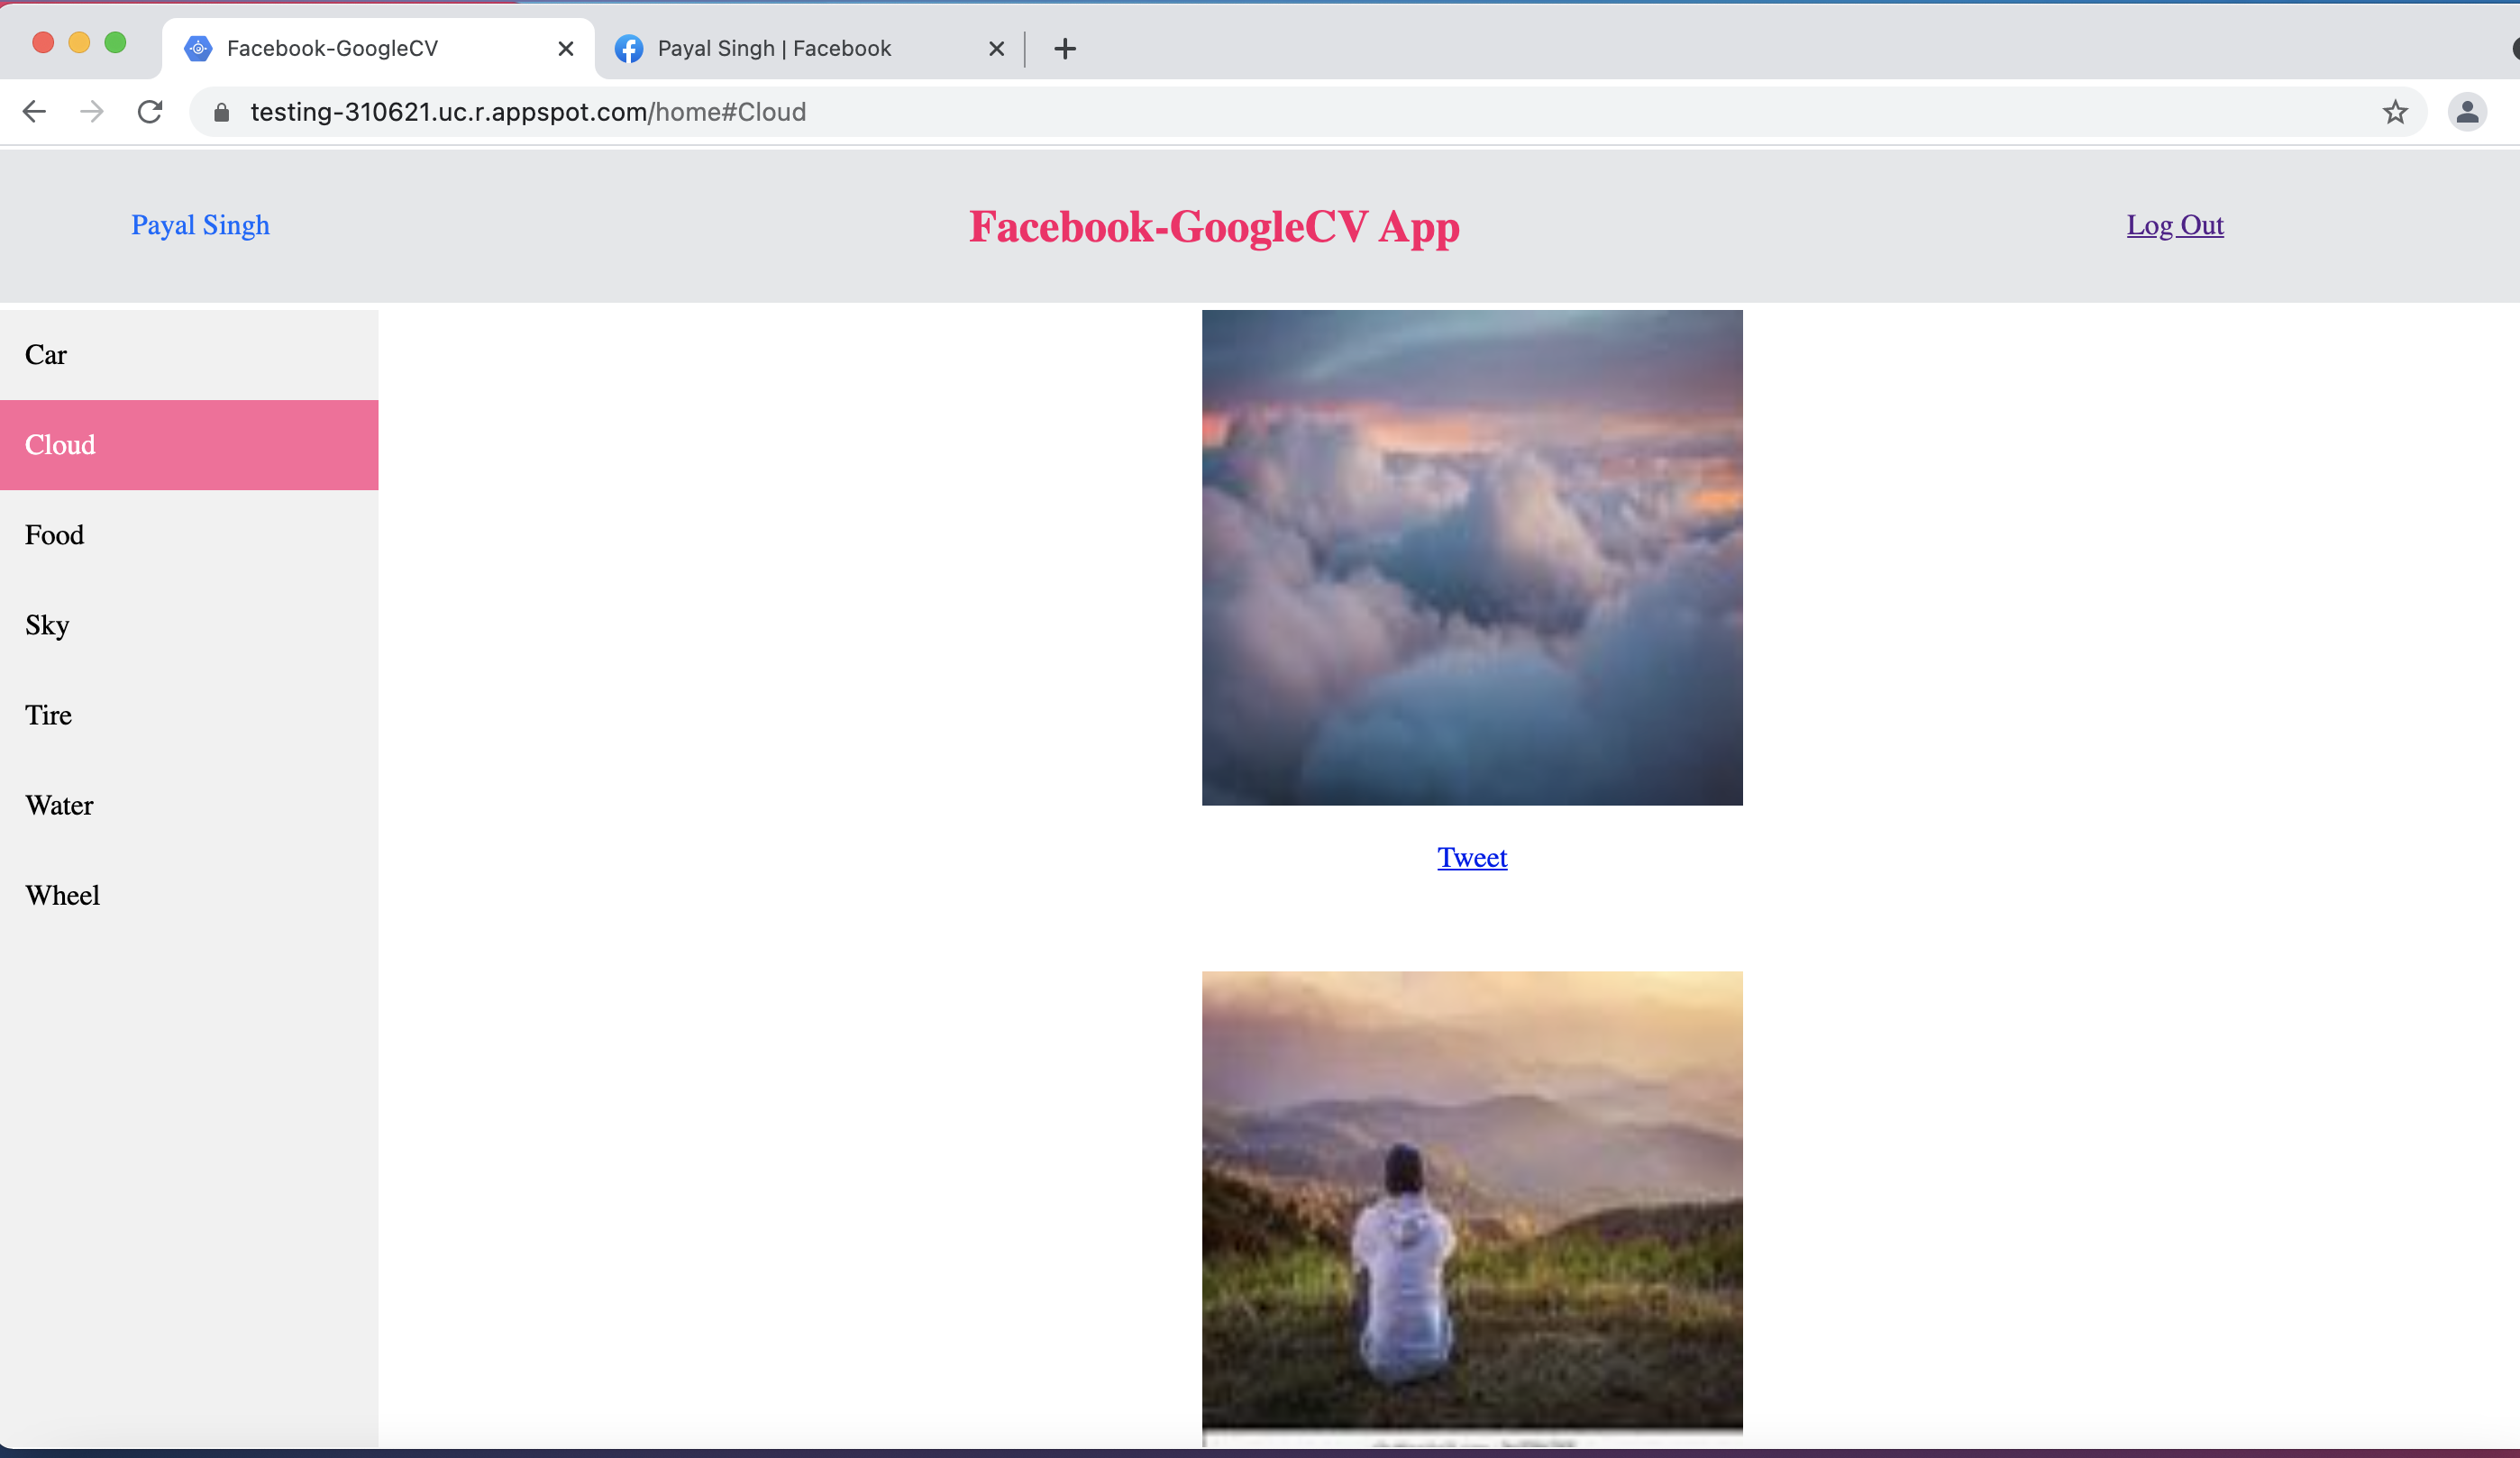 Facebook-GoogleCV
Payal Singh | Facebook
testing-310621.uc.r.appspot.com/home#Cloud
Payal Singh
Facebook-GoogleCV App
Log Out
Car
Cloud
Food
Sky
Tire
Water
Wheel
Tweet